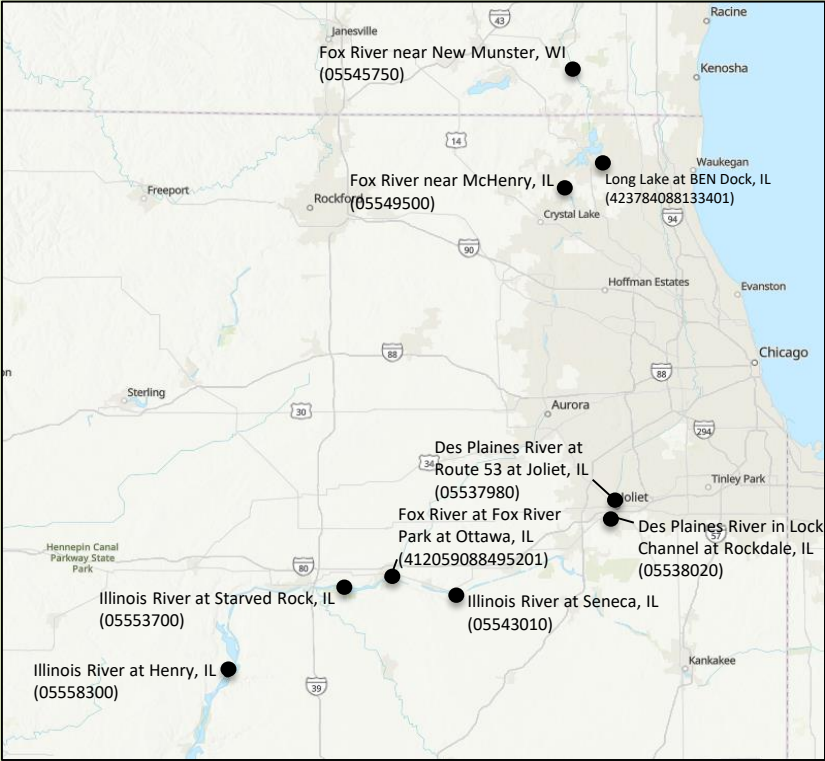 Racine
43
Janesville
Fox River near New Munster, WI
(05545750)
Kenosha
14
Waukegan
Long Lake at BEN Dock, IL
(423784088133401)
Fox River near McHenry, IL
(05549500)
Freeport
Rockford
Crystal Lake
94
90
Hoffman Estates
Evanston
88
Chicago
88
Sterling
30
Aurora
294
Des Plaines River at
Route 53 at Joliet, IL
(05537980)
34
Tinley Park
Joliet
Fox River at Fox River
Park at Ottawa, IL
(412059088495201)
Des Plaines River in Lock
Channel at Rockdale, IL
(05538020)
57
Hennepin Canal
Parkway State
Park
80
Illinois River at Starved Rock, IL
(05553700)
Illinois River at Seneca, IL
(05543010)
Illinois River at Henry, IL
(05558300)
Kankakee
39